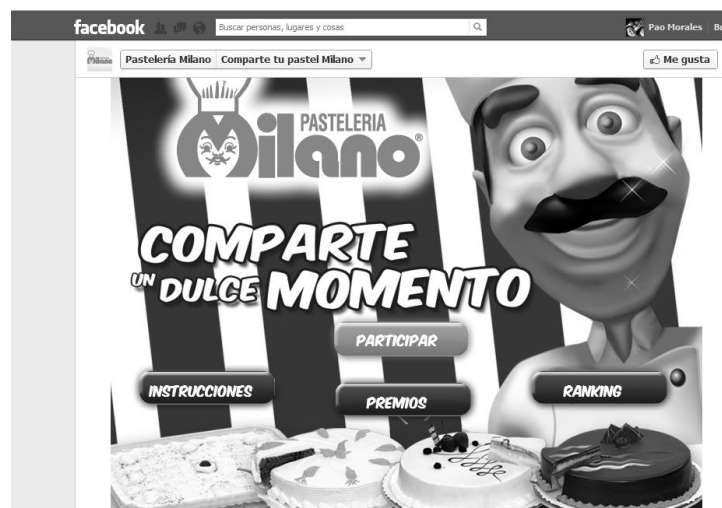 facebook
Buscar personas, lugares y cosas
Pao Morales
Pastelería Milano
Comparte tu pastel Milano
Me gusta
Milano
PASTELERIA
Milano®
COMPARTE
UN DULCE MOMENTO
PARTICIPAR
INSTRUCCIONES
PREMIOS
RANKING